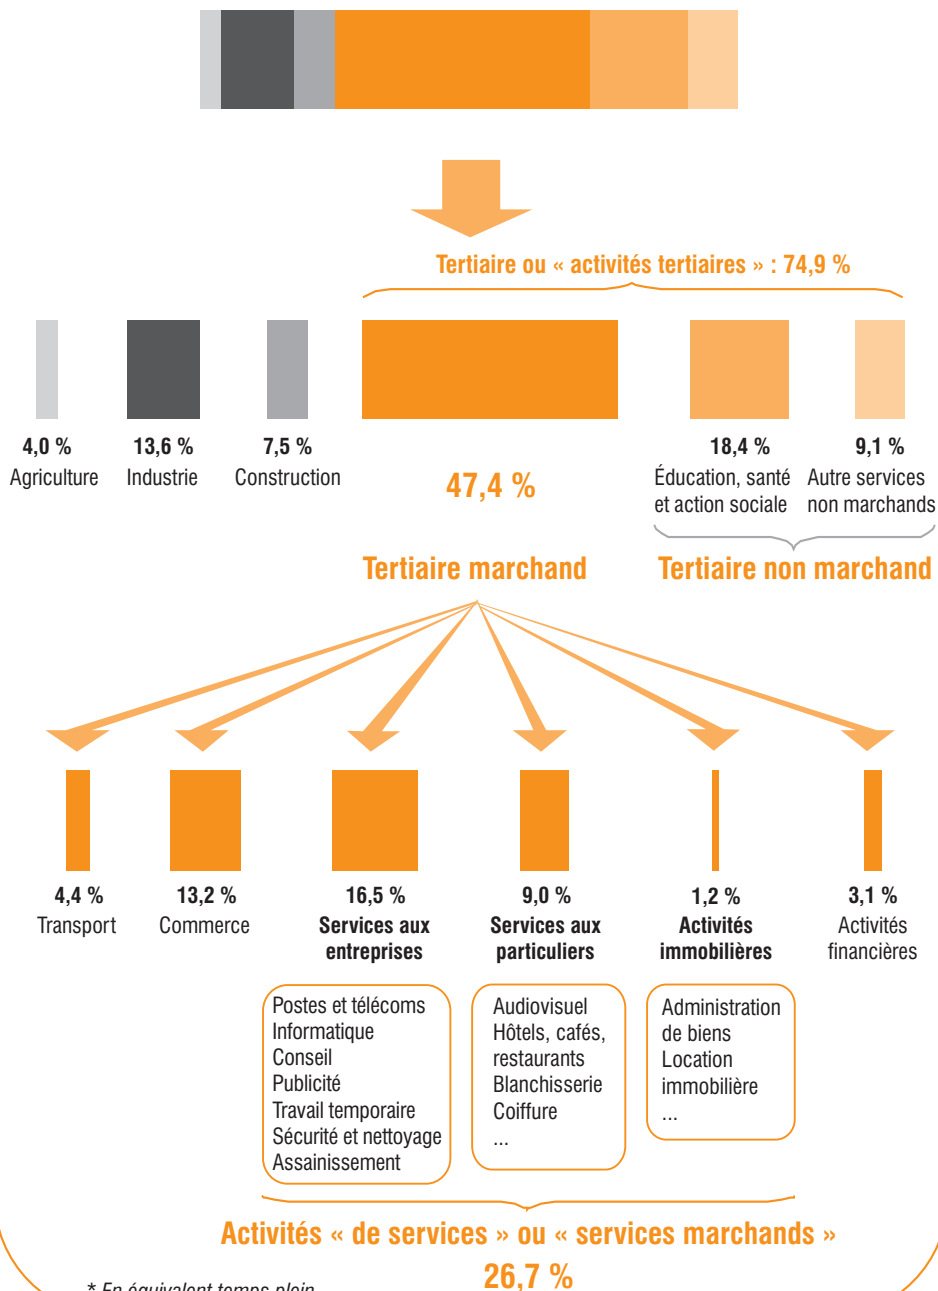 Tertiaire ou « activités tertiaires » : 74,9 %
4,0 %
Agriculture
13,6 %
Industrie
7,5 %
Construction
47,4 %
18,4 %
Éducation, santé
et action sociale
9,1 %
Autre services
non marchands
Tertiaire marchand
Tertiaire non marchand
4,4 %
Transport
13,2 %
Commerce
16,5 %
Services aux
entreprises
9,0 %
Services aux
particuliers
1,2 %
Activités
immobilières
3,1 %
Activités
financières
Postes et télécoms
Informatique
Conseil
Publicité
Travail temporaire
Sécurité et nettoyage
Assainissement
Audiovisuel
Hôtels, cafés,
restaurants
Blanchisserie
Coiffure
...
Administration
de biens
Location
immobilière
...
Activités « de services » ou « services marchands »
26,7 %
* En équivalent temps plein